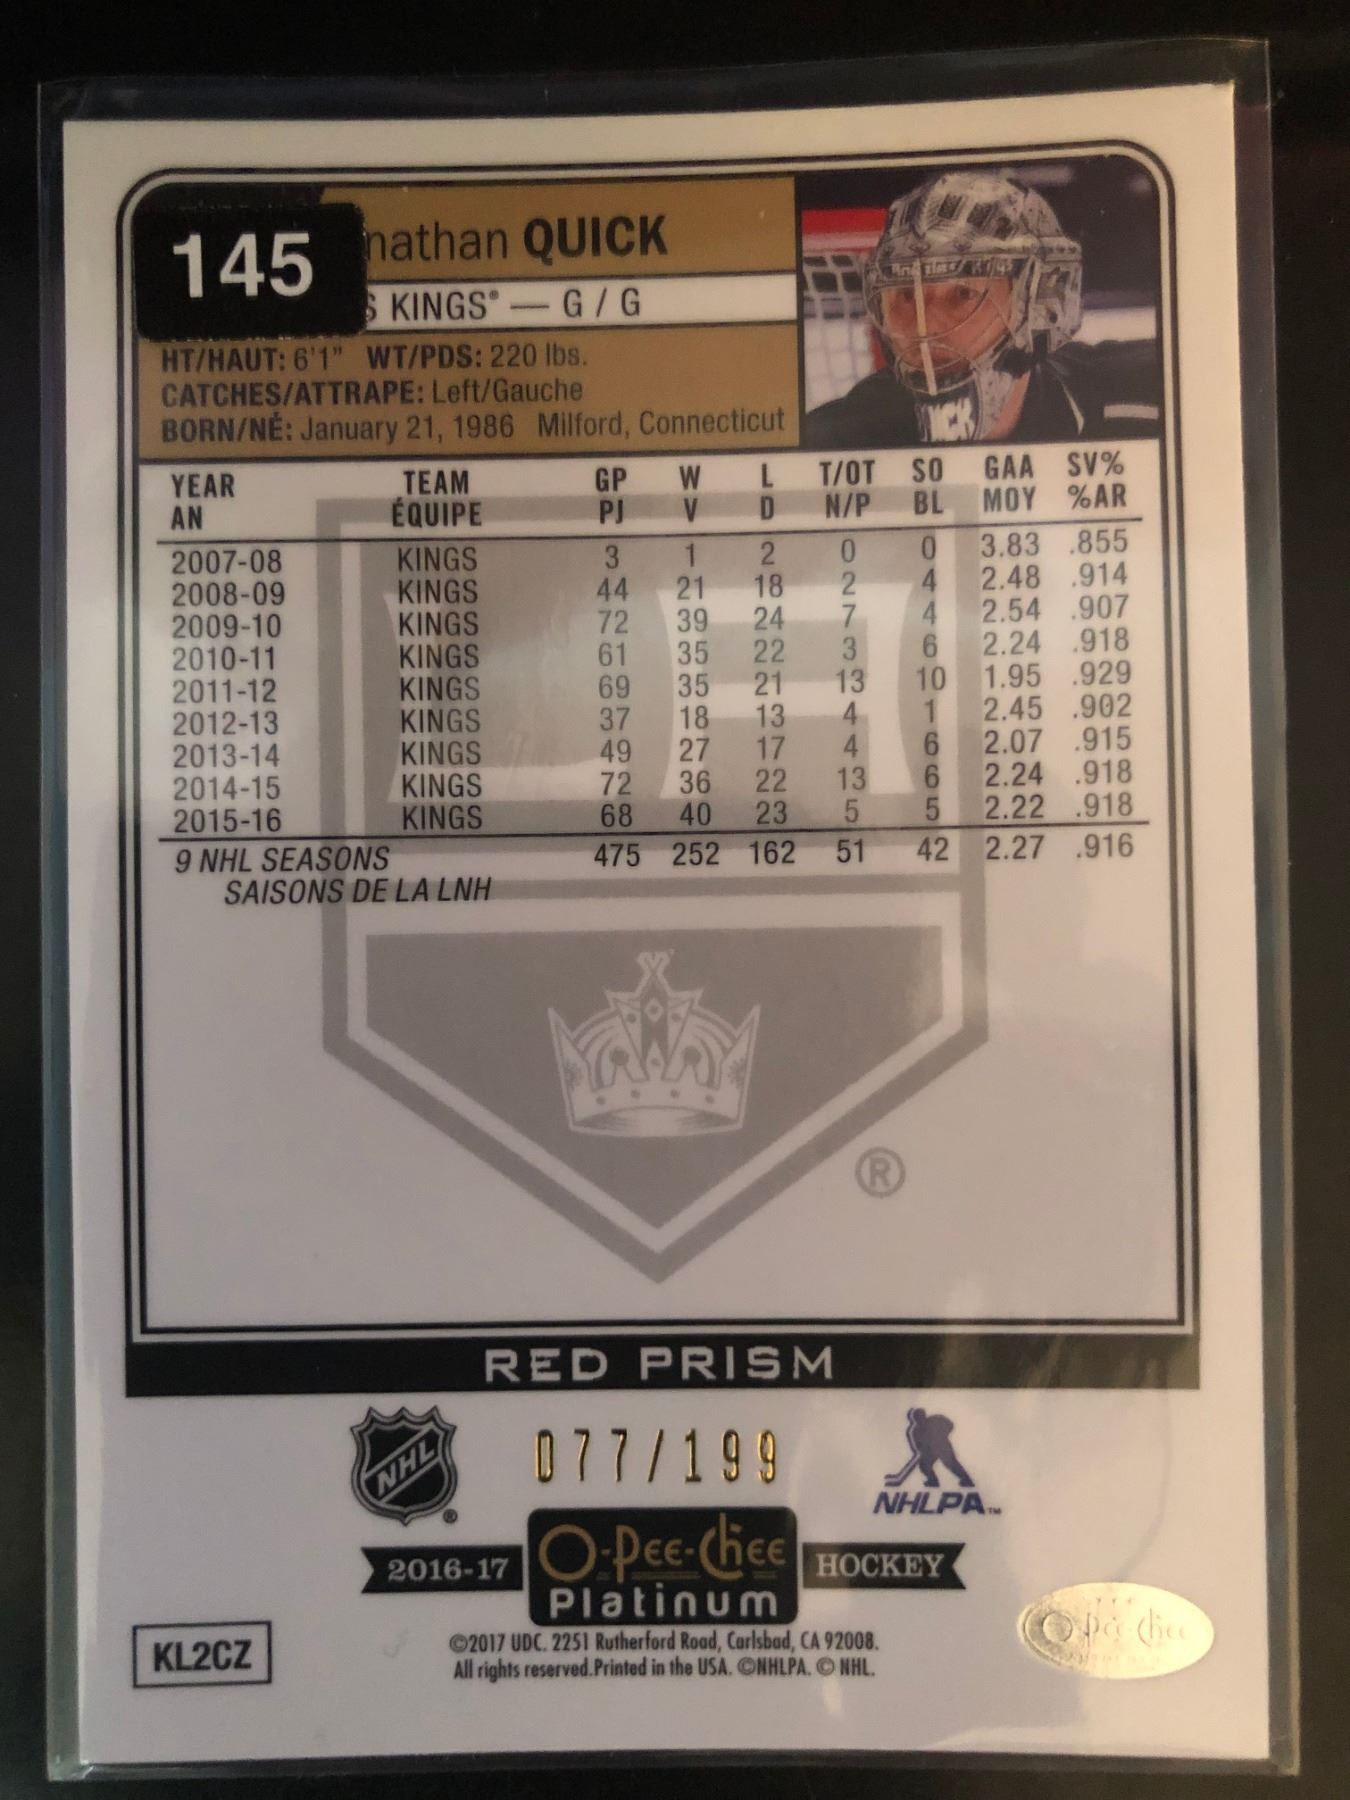 145
nathan QUICK
S KINGS® — G / G
HT/HAUT: 6'1" WT/PDS: 220 lbs.
CATCHES/ATTRAPE: Left/Gauche
BORN/NÉ: January 21, 1986 Milford, Connecticut
YEAR TEAM GP W L T/OT SO GAA SV%
AN ÉQUIPE PJ V D N/P BL MOY %AR
2007-08 KINGS 3 1 2 0 0 3.83 .855
2008-09 KINGS 44 21 18 2 4 2.48 .914
2009-10 KINGS 72 39 24 7 4 2.54 .907
2010-11 KINGS 61 35 22 3 6 2.24 .918
2011-12 KINGS 69 35 21 13 10 1.95 .929
2012-13 KINGS 37 18 13 4 1 2.45 .902
2013-14 KINGS 49 27 17 4 6 2.07 .915
2014-15 KINGS 72 36 22 13 6 2.24 .918
2015-16 KINGS 68 40 23 5 5 2.22 .918
9 NHL SEASONS 475 252 162 51 42 2.27 .916
SAISONS DE LA LNH
®
RED PRISM
NHL ®
077/199
NHLPA™
2016-17 O-Pee-Chee HOCKEY
Platinum
KL2CZ
©2017 UDC. 2251 Rutherford Road, Carlsbad, CA 92008.
All rights reserved.Printed in the USA. ©NHLPA. © NHL.
O-Pee-Chee